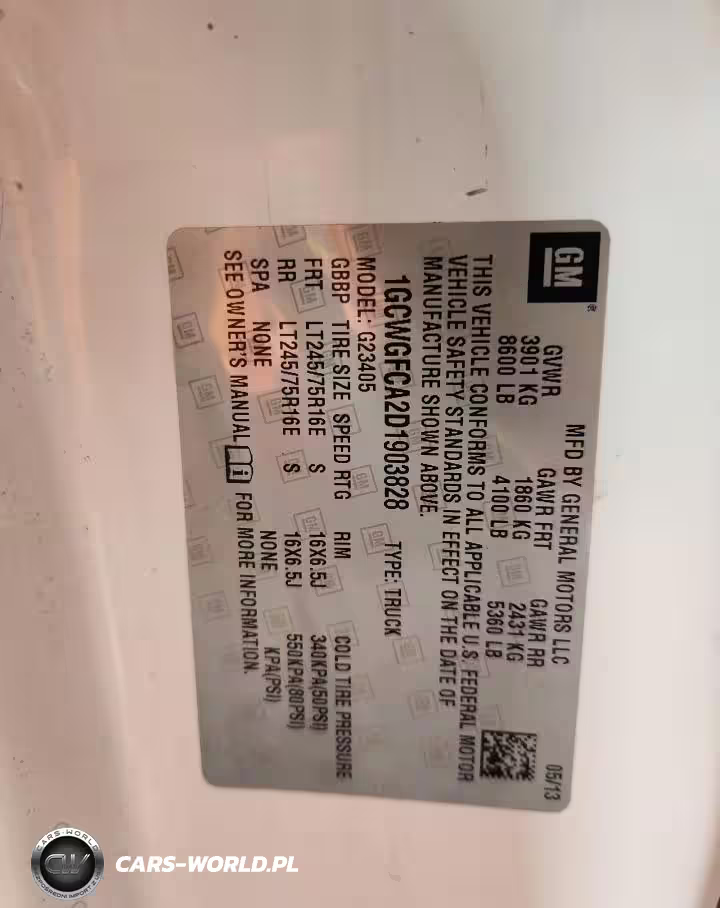 GM ®
MFD BY GENERAL MOTORS LLC 05/13
GVWR GAWR FRT GAWR RR
3901 KG 1860 KG 2431 KG
8600 LB 4100 LB 5360 LB
THIS VEHICLE CONFORMS TO ALL APPLICABLE U.S. FEDERAL MOTOR
VEHICLE SAFETY STANDARDS IN EFFECT ON THE DATE OF
MANUFACTURE SHOWN ABOVE.
1GCWGFCA2D1903828 TYPE: TRUCK
MODEL: G23405
GBBP TIRE SIZE SPEED RTG RIM COLD TIRE PRESSURE
FRT LT245/75R16E S 16X6.5J 340KPA(50PSI)
RR LT245/75R16E S 16X6.5J 550KPA(80PSI)
SPA NONE NONE KPA(PSI)
SEE OWNER'S MANUAL FOR MORE INFORMATION.
CARS-WORLD
CW
CARS-WORLD.PL